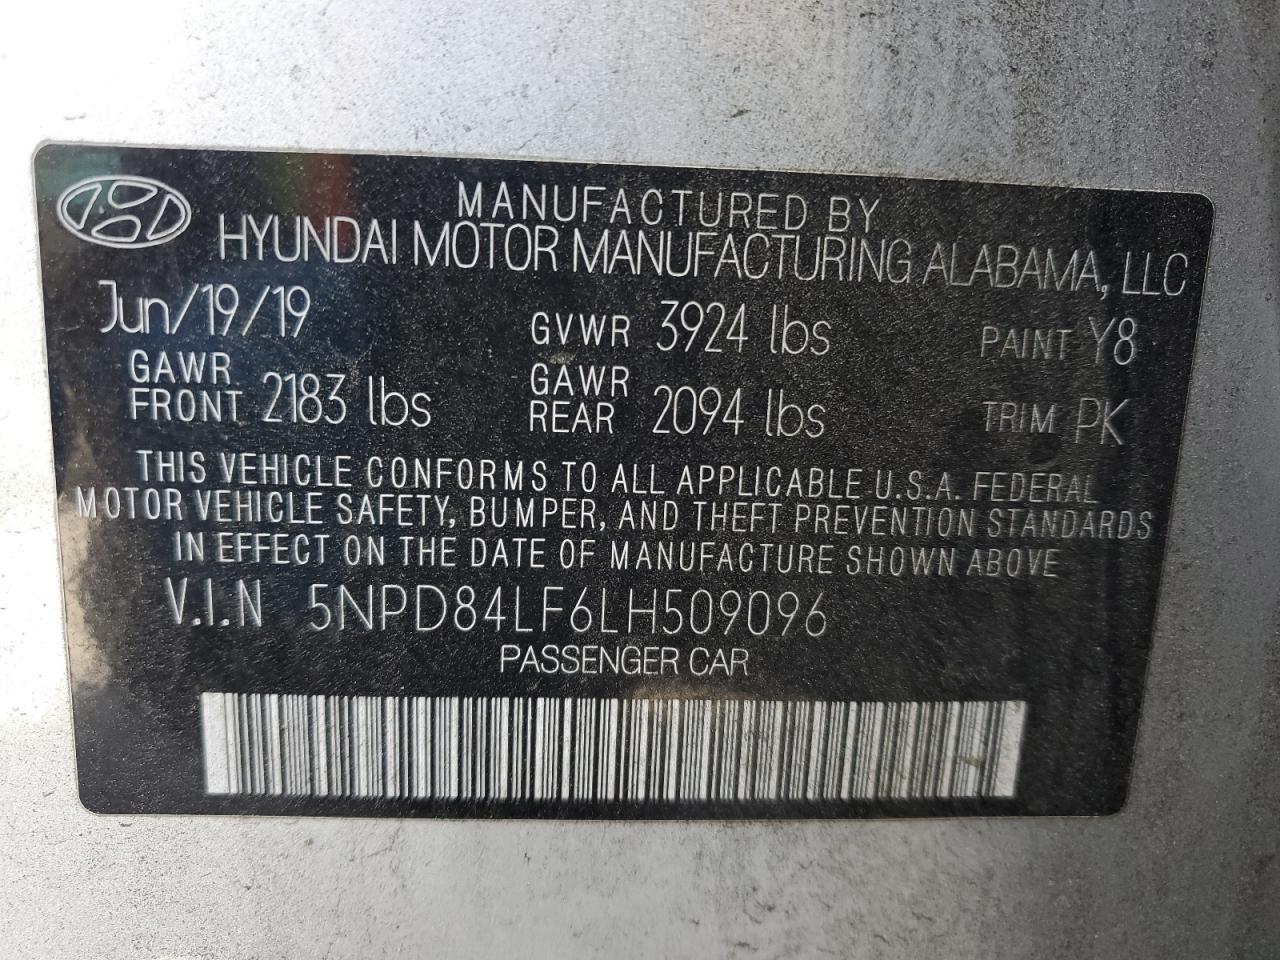 MANUFACTURED BY
HYUNDAI MOTOR MANUFACTURING ALABAMA, LLC
Jun/19/19 GVWR 3924 lbs PAINT Y8
GAWR FRONT 2183 lbs GAWR REAR 2094 lbs TRIM PK
THIS VEHICLE CONFORMS TO ALL APPLICABLE U.S.A. FEDERAL
MOTOR VEHICLE SAFETY, BUMPER, AND THEFT PREVENTION STANDARDS
IN EFFECT ON THE DATE OF MANUFACTURE SHOWN ABOVE
V.I.N 5NPD84LF6LH509096
PASSENGER CAR